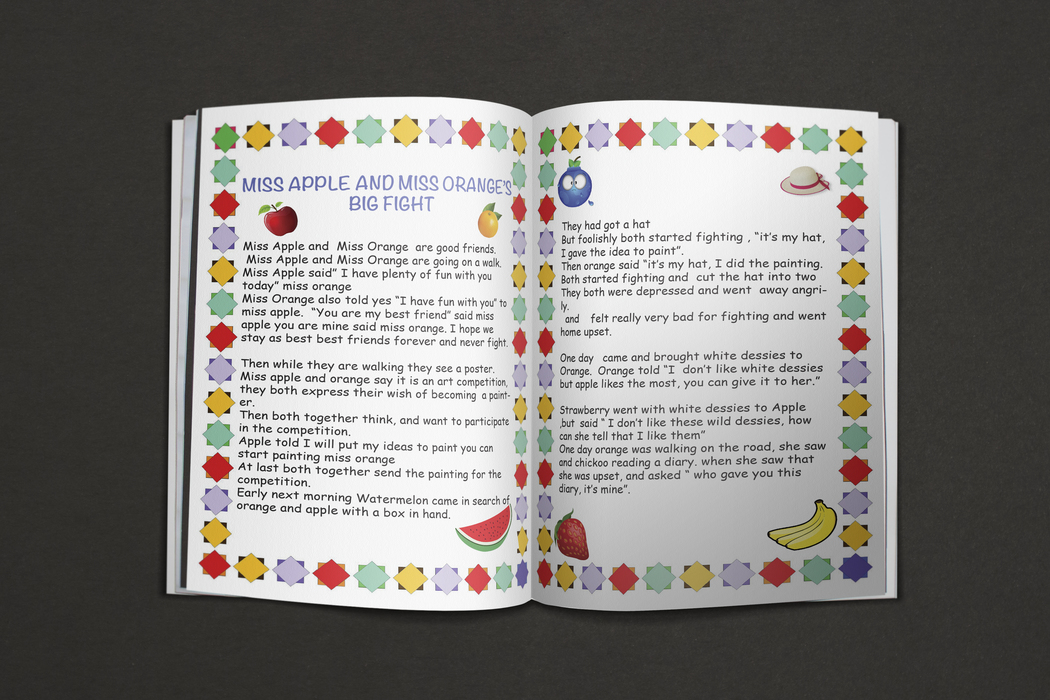 MISS APPLE AND MISS ORANGE'S
BIG FIGHT
Miss Apple and Miss Orange are good friends.
Miss Apple and Miss Orange are going on a walk.
Miss Apple said” I have plenty of fun with you
today” miss orange
Miss Orange also told yes “I have fun with you” to
miss apple. “You are my best friend” said miss
apple you are mine said miss orange. I hope we
stay as best best friends forever and never fight.
Then while they are walking they see a poster.
Miss apple and orange say it is an art competition,
they both express their wish of becoming a paint-
er.
Then both together think, and want to participate
in the competition.
Apple told I will put my ideas to paint you can
start painting miss orange
At last both together send the painting for the
competition.
Early next morning Watermelon came in search of
orange and apple with a box in hand.
They had got a hat
But foolishly both started fighting , “it's my hat,
I gave the idea to paint”.
Then orange said “it's my hat, I did the painting.
Both started fighting and cut the hat into two
They both were depressed and went away angri-
ly.
and felt really very bad for fighting and went
home upset.
One day came and brought white dessies to
Orange. Orange told “I don't like white dessies
but apple likes the most, you can give it to her.”
Strawberry went with white dessies to Apple
,but said “ I don't like these wild dessies, how
can she tell that I like them”
One day orange was walking on the road, she saw
and chickoo reading a diary. when she saw that
she was upset, and asked “ who gave you this
diary, it's mine”.